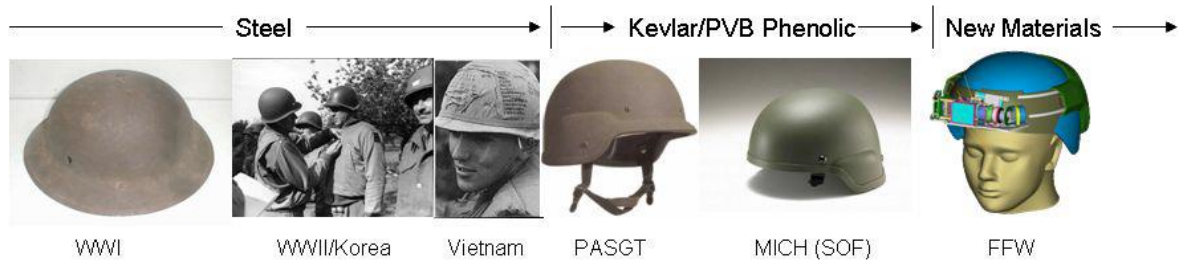 Steel
Kevlar/PVB Phenolic
New Materials
WWI
WWII/Korea
Vietnam
PASGT
MICH (SOF)
FFW